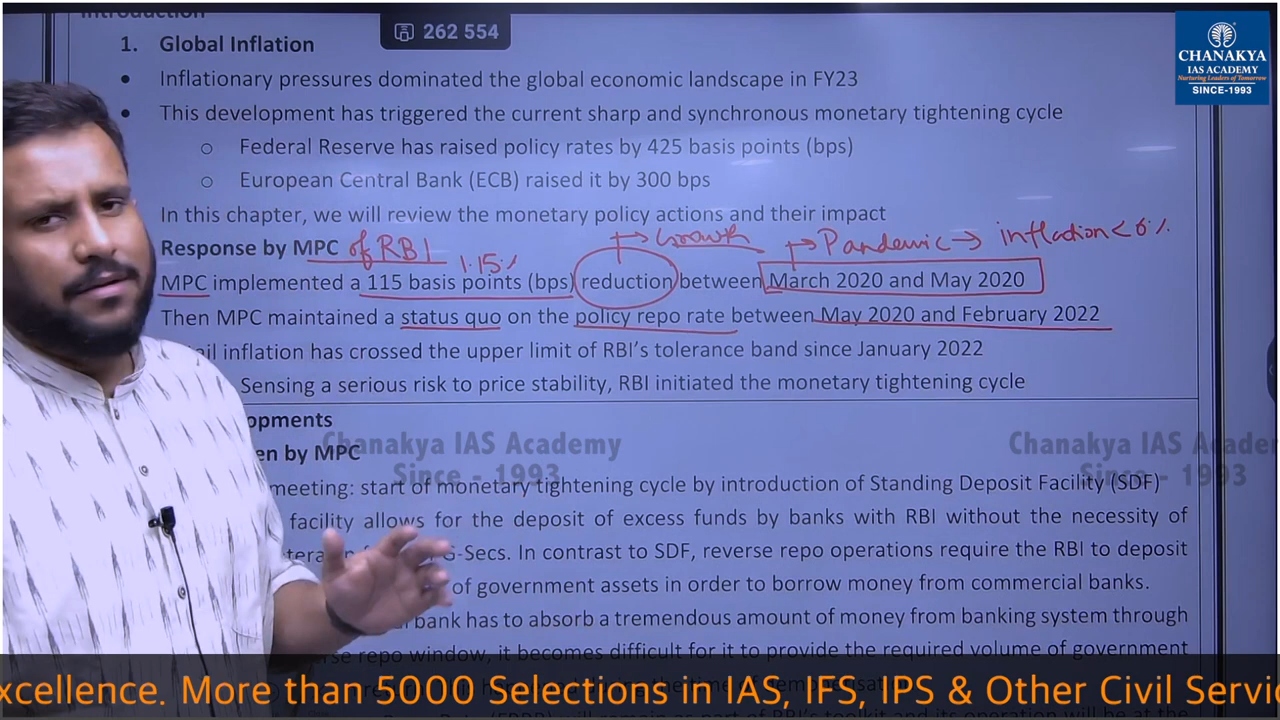 Introduction
262 554
CHANAKYA
IAS ACADEMY
Nurturing Leaders of Tomorrow
SINCE-1993
1. Global Inflation
• Inflationary pressures dominated the global economic landscape in FY23
• This development has triggered the current sharp and synchronous monetary tightening cycle
o Federal Reserve has raised policy rates by 425 basis points (bps)
o European Central Bank (ECB) raised it by 300 bps
In this chapter, we will review the monetary policy actions and their impact
Growth Pandemic → inflation < 6%.
Response by MPC of RBI
1.15%
MPC implemented a 115 basis points (bps) reduction between March 2020 and May 2020
Then MPC maintained a status quo on the policy repo rate between May 2020 and February 2022
ail inflation has crossed the upper limit of RBI's tolerance band since January 2022
Sensing a serious risk to price stability, RBI initiated the monetary tightening cycle
opments
Chanakya IAS Academy
Since - 1993
Chanakya IAS Acade
Since - 1993
en by MPC
meeting: start of monetary tightening cycle by introduction of Standing Deposit Facility (SDF)
facility allows for the deposit of excess funds by banks with RBI without the necessity of
G-Secs. In contrast to SDF, reverse repo operations require the RBI to deposit
of government assets in order to borrow money from commercial banks.
bank has to absorb a tremendous amount of money from banking system through
se repo window, it becomes difficult for it to provide the required volume of government
xcellence. More than 5000 Selections in IAS, IFS, IPS & Other Civil Servi